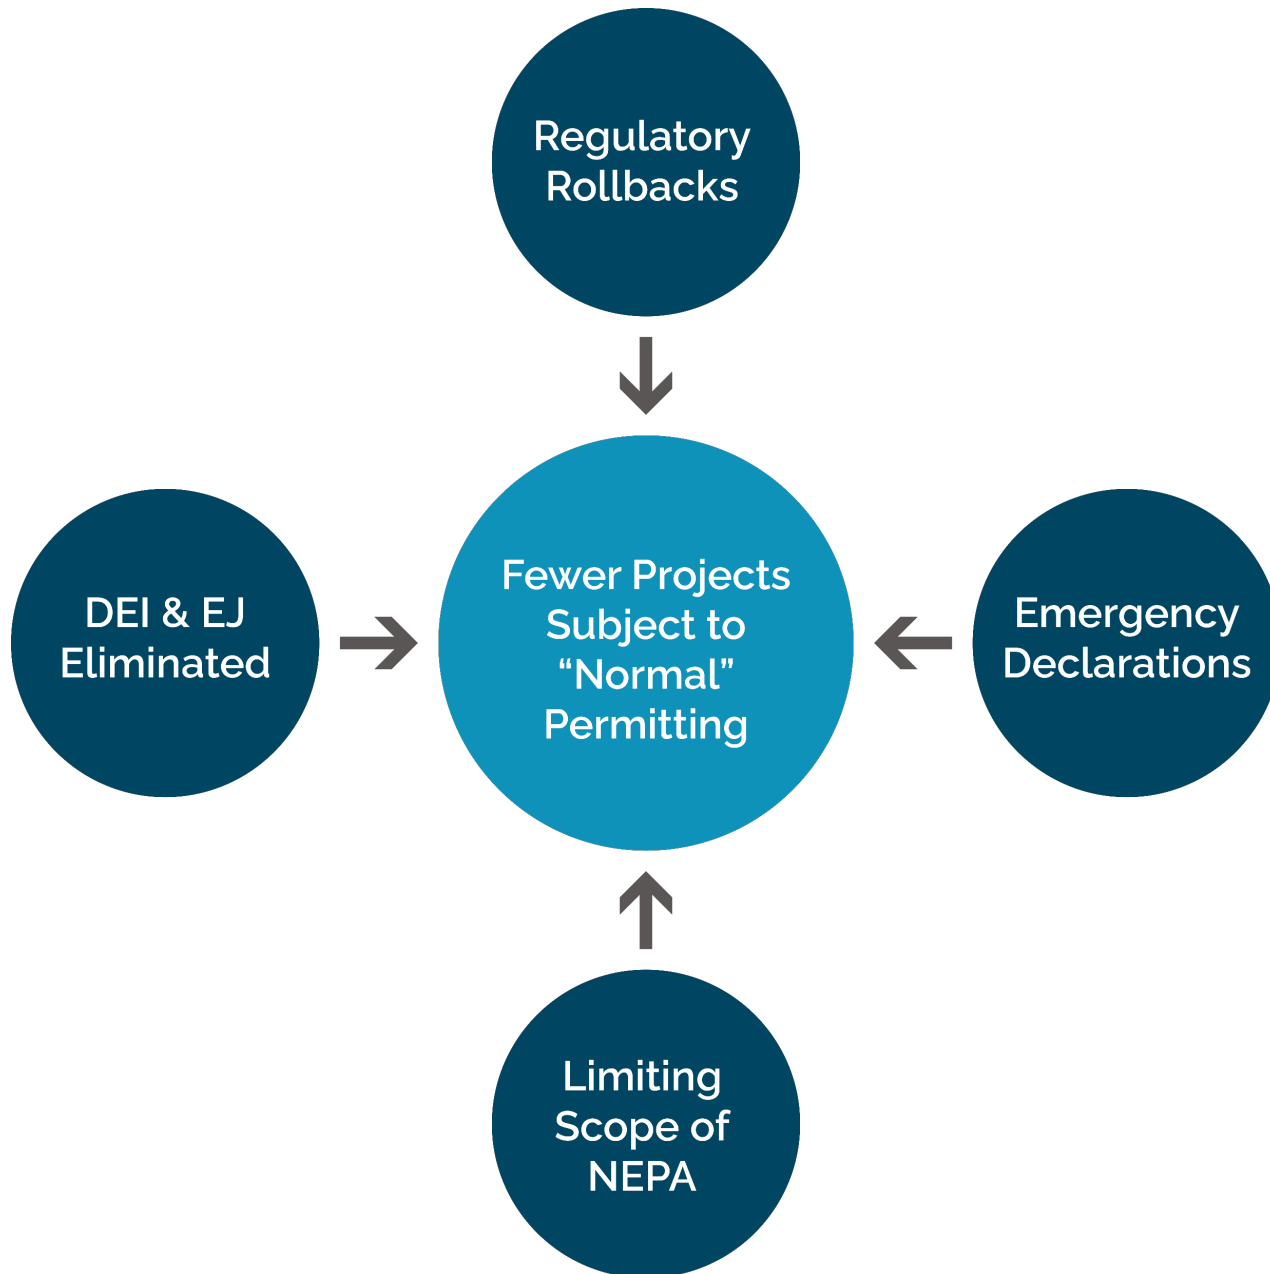 Regulatory
Rollbacks
DEI & EJ
Eliminated
Fewer Projects
Subject to
“Normal”
Permitting
Emergency
Declarations
Limiting
Scope of
NEPA